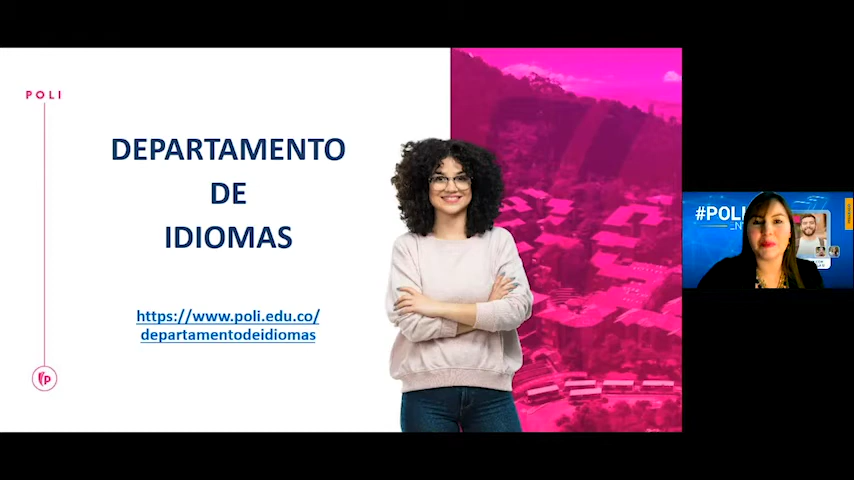 POLI
DEPARTAMENTO
DE
IDIOMAS
https://www.poli.edu.co/
departamentodeidiomas
p
#POLI